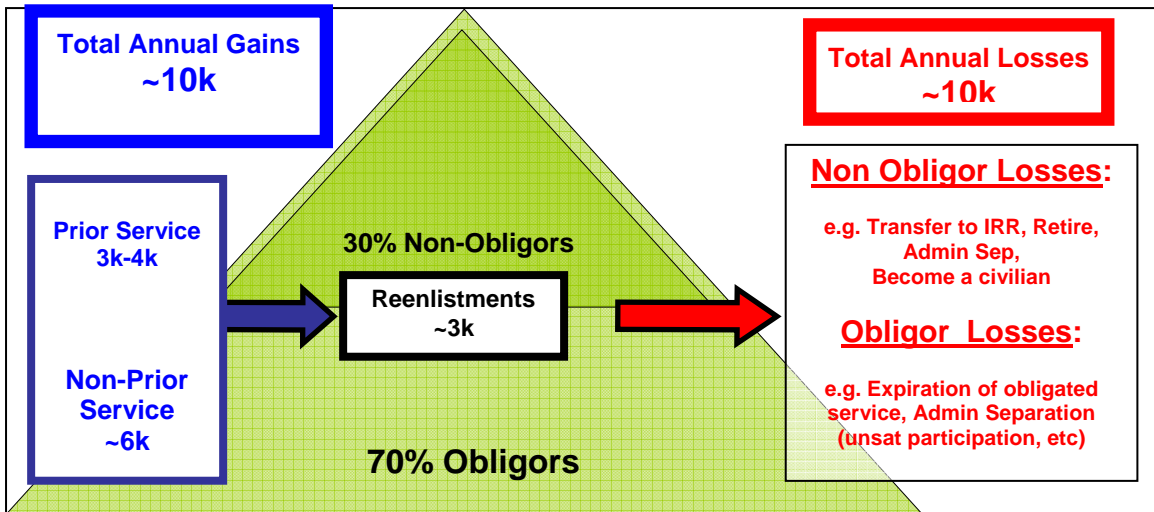 Total Annual Gains
~10k
Prior Service
3k-4k
Non-Prior
Service
~6k
30% Non-Obligors
Reenlistments
~3k
70% Obligors
Total Annual Losses
~10k
Non Obligor Losses:
e.g. Transfer to IRR, Retire,
Admin Sep,
Become a civilian
Obligor Losses:
e.g. Expiration of obligated
service, Admin Separation
(unsat participation, etc)